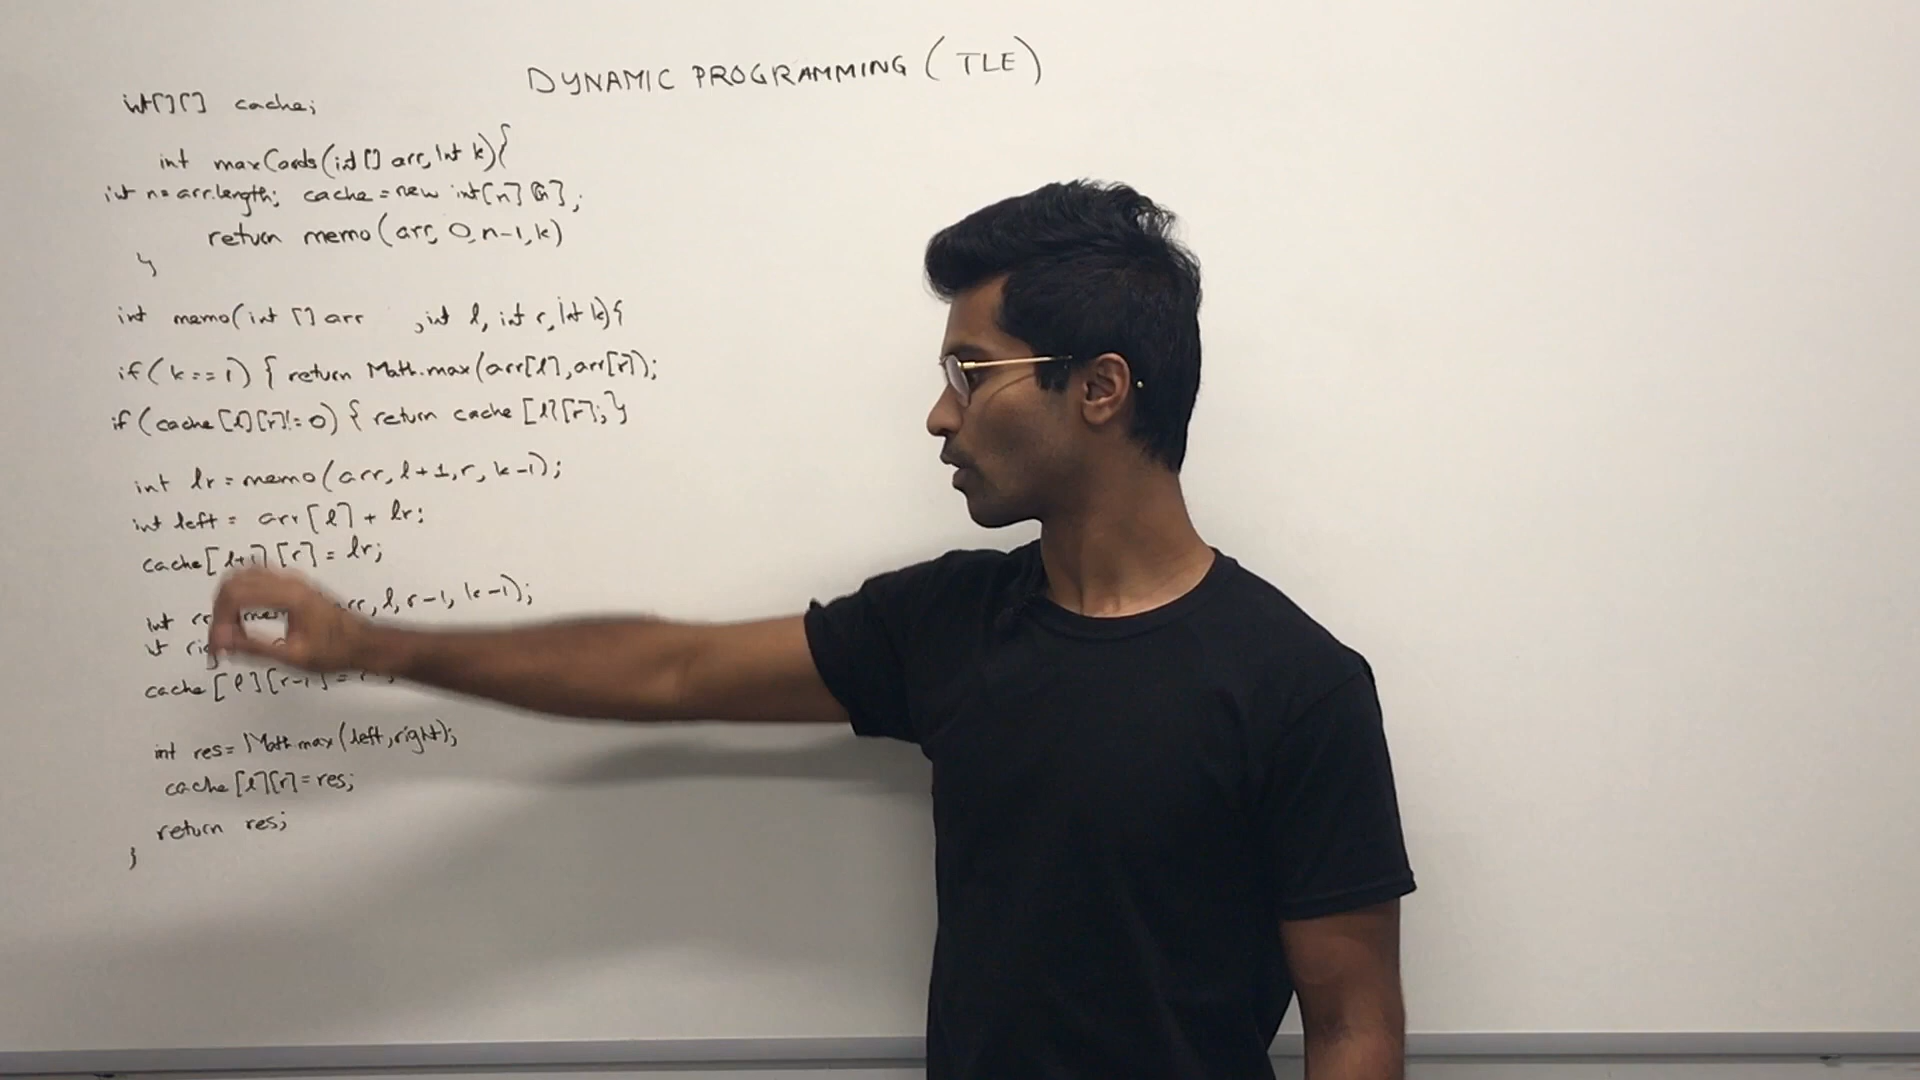 DYNAMIC PROGRAMMING (TLE)
int[][] cache;
int maxCards(int[] arr, int k){
int n = arr.length; cache = new int[n][n];
return memo(arr, 0, n-1, k)
}
int memo(int [] arr , int l, int r, int k){
if(k==1) { return Math.max(arr[l], arr[r]);
if(cache[l][r]!=0) { return cache[l][r]; }
int lr = memo(arr, l+1, r, k-1);
int left = arr[l] + lr;
cache[l+1][r] = lr;
int arr, l, r-1, k-1);
cache[l][r-1] =
int res = Math.max(left, right);
cache[l][r] = res;
return res;
}